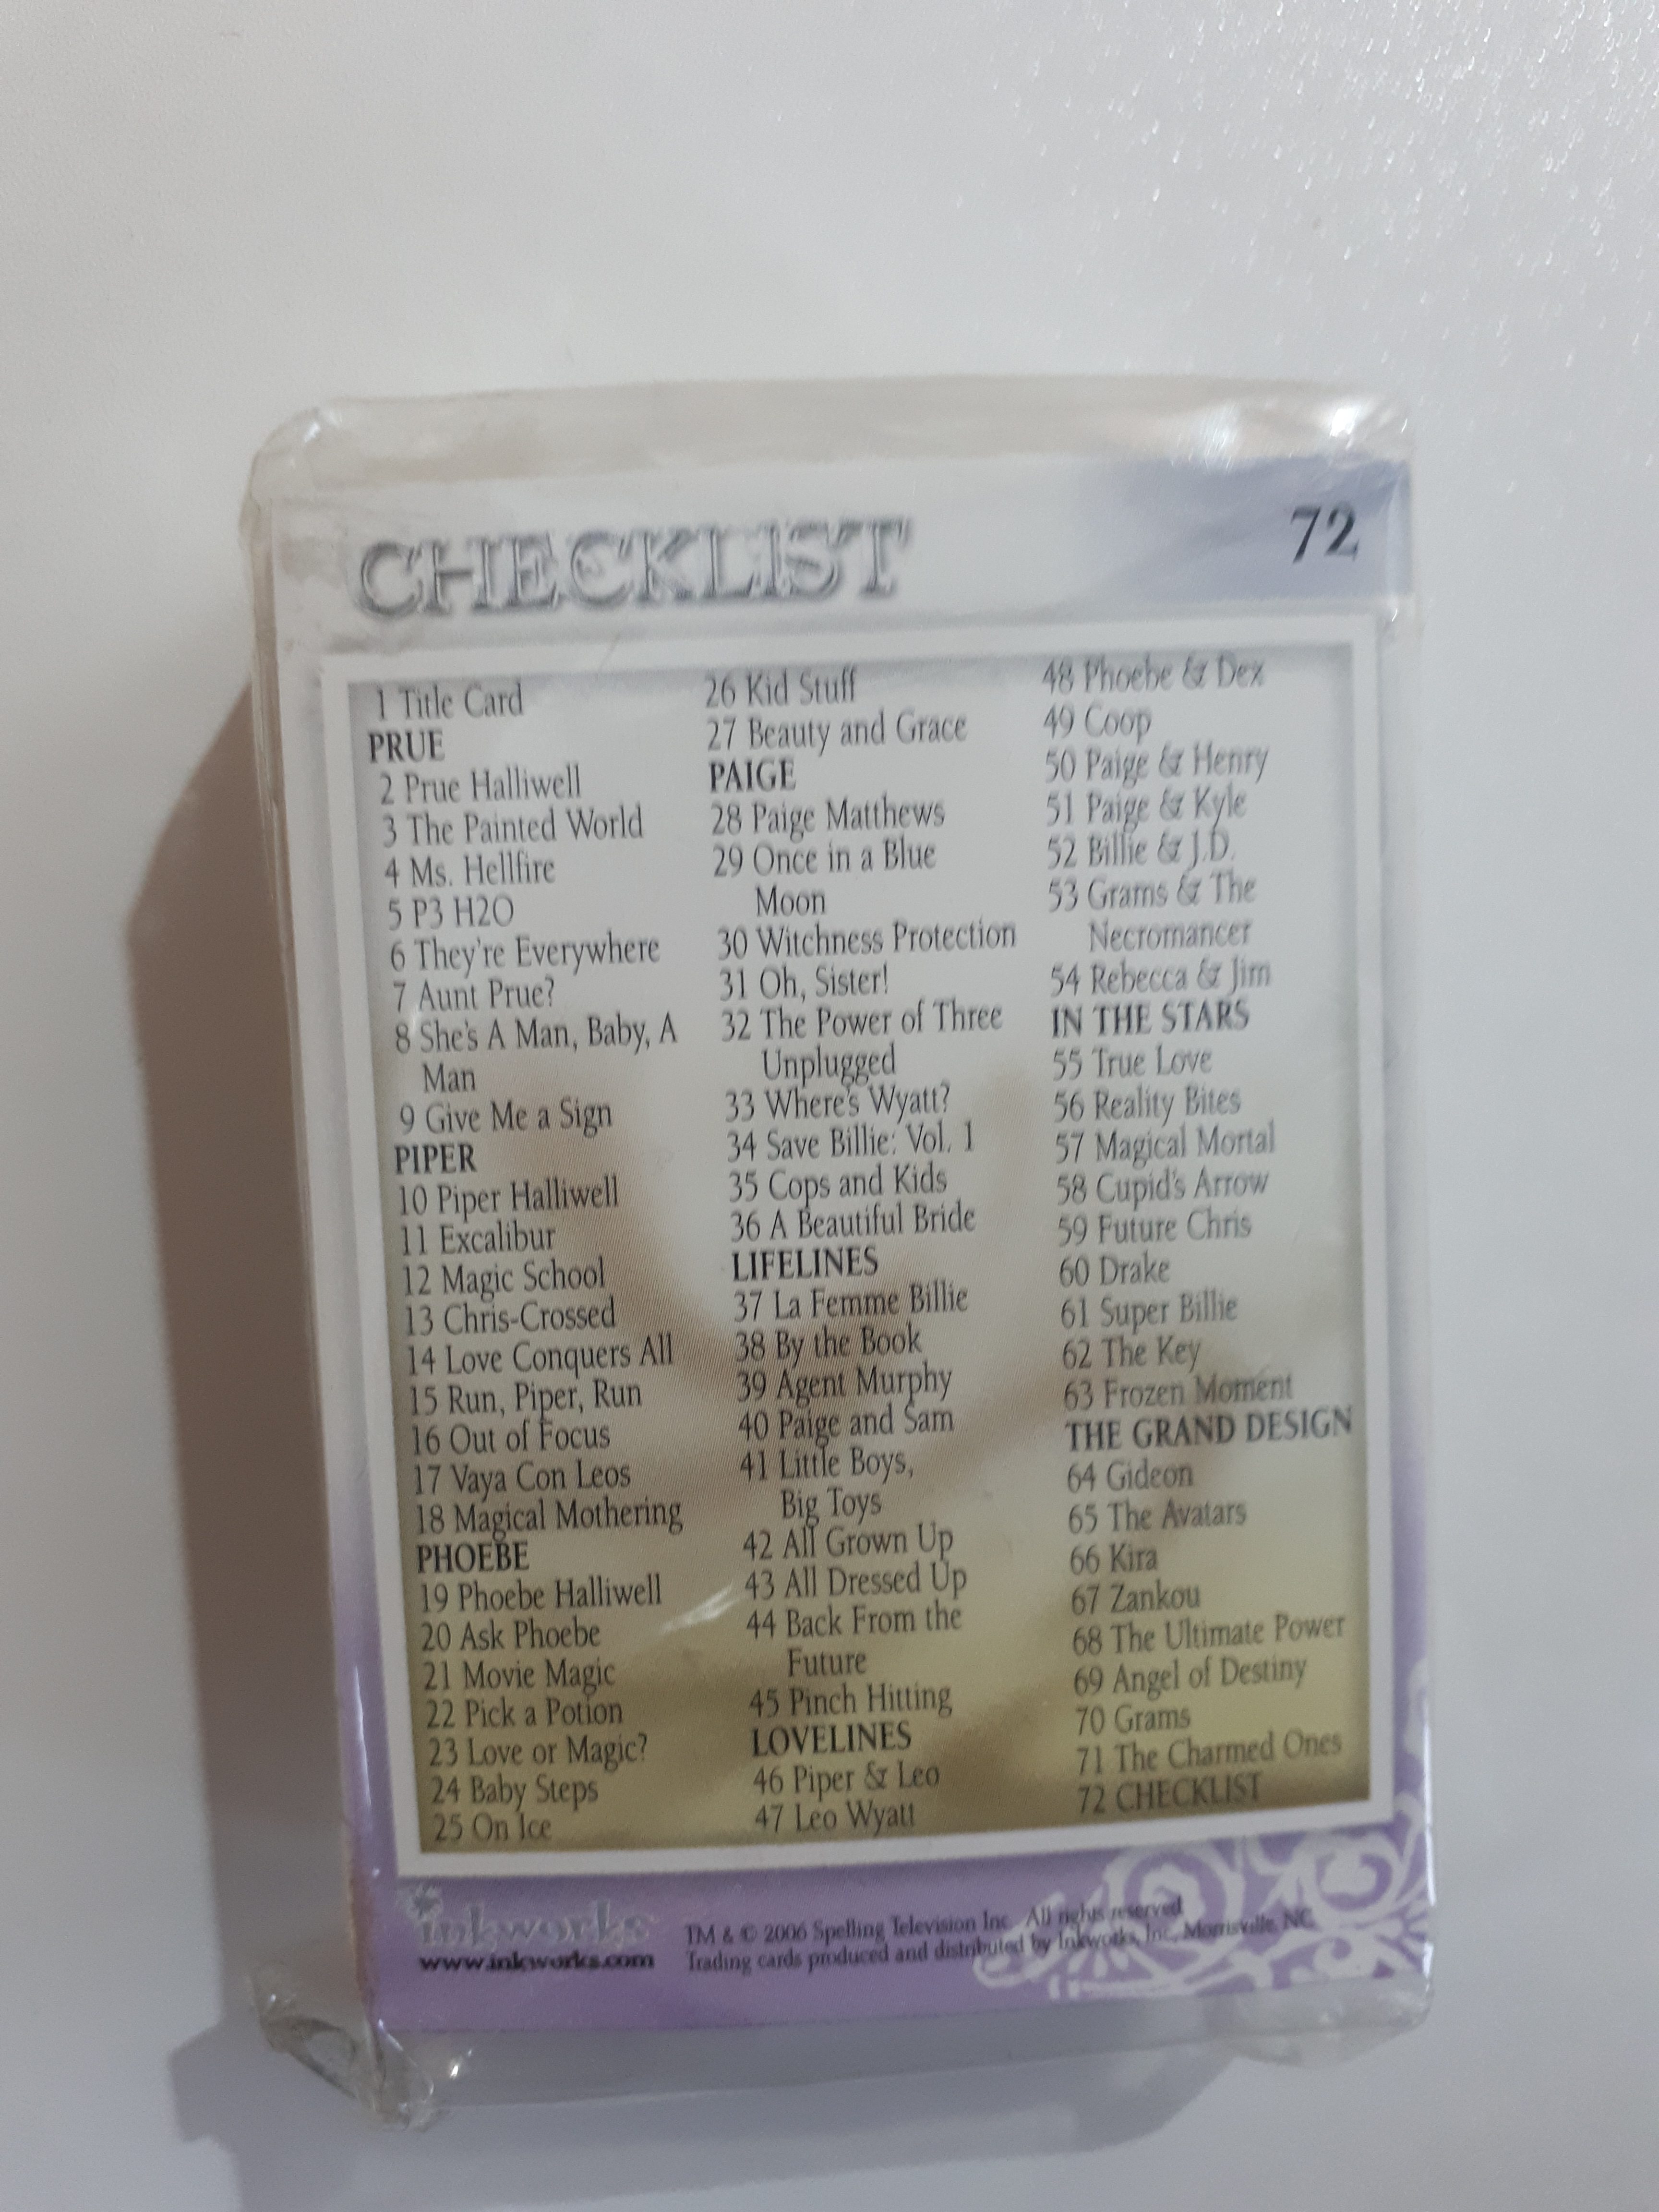 CHECKLIST
72
1 Title Card
PRUE
2 Prue Halliwell
3 The Painted World
4 Ms. Hellfire
5 P3 H2O
6 They're Everywhere
7 Aunt Prue?
8 She's A Man, Baby, A
Man
9 Give Me a Sign
PIPER
10 Piper Halliwell
11 Excalibur
12 Magic School
13 Chris-Crossed
14 Love Conquers All
15 Run, Piper, Run
16 Out of Focus
17 Vaya Con Leos
18 Magical Mothering
PHOEBE
19 Phoebe Halliwell
20 Ask Phoebe
21 Movie Magic
22 Pick a Potion
23 Love or Magic?
24 Baby Steps
25 On Ice
26 Kid Stuff
27 Beauty and Grace
PAIGE
28 Paige Matthews
29 Once in a Blue
Moon
30 Witchness Protection
31 Oh, Sister!
32 The Power of Three
Unplugged
33 Where's Wyatt?
34 Save Billie: Vol. 1
35 Cops and Kids
36 A Beautiful Bride
LIFELINES
37 La Femme Billie
38 By the Book
39 Agent Murphy
40 Paige and Sam
41 Little Boys,
Big Toys
42 All Grown Up
43 All Dressed Up
44 Back From the
Future
45 Pinch Hitting
LOVELINES
46 Piper & Leo
47 Leo Wyatt
48 Phoebe & Dex
49 Coop
50 Paige & Henry
51 Paige & Kyle
52 Billie & J.D.
53 Grams & The
Necromancer
54 Rebecca & Jim
IN THE STARS
55 True Love
56 Reality Bites
57 Magical Mortal
58 Cupid's Arrow
59 Future Chris
60 Drake
61 Super Billie
62 The Key
63 Frozen Moment
THE GRAND DESIGN
64 Gideon
65 The Avatars
66 Kira
67 Zankou
68 The Ultimate Power
69 Angel of Destiny
70 Grams
71 The Charmed Ones
72 CHECKLIST
inkworks
www.inkworks.com
TM & © 2006 Spelling Television Inc. All rights reserved
Trading cards produced and distributed by Inkworks, Inc., Morrisville, NC